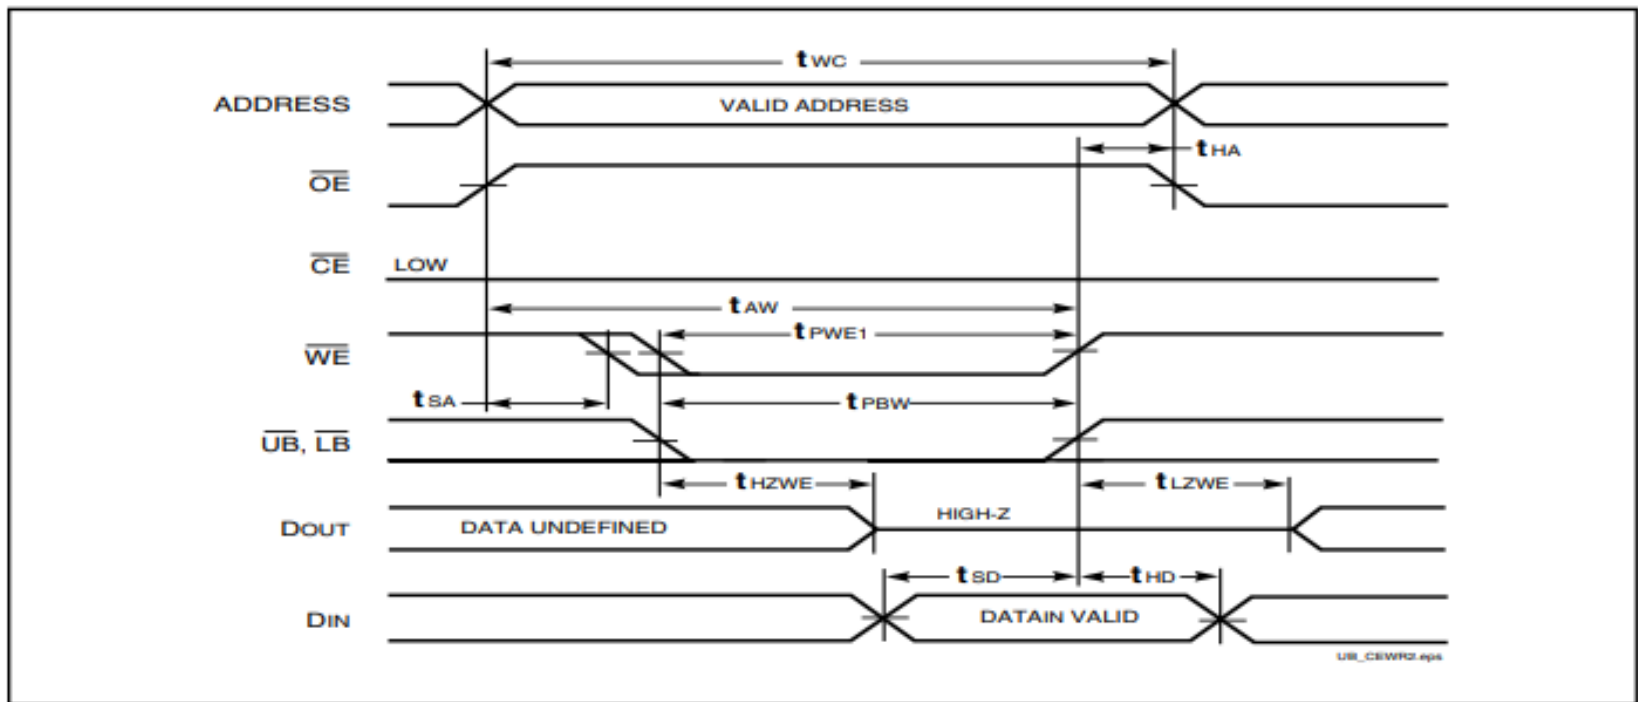 tWC
ADDRESS VALID ADDRESS
tHA
OE
CE LOW
tAW
tPWE1
WE
tSA tPBW
UB, LB
tHZWE tLZWE
HIGH-Z
DOUT DATA UNDEFINED
tSD tHD
DIN DATAIN VALID
UB_CEWR2.eps